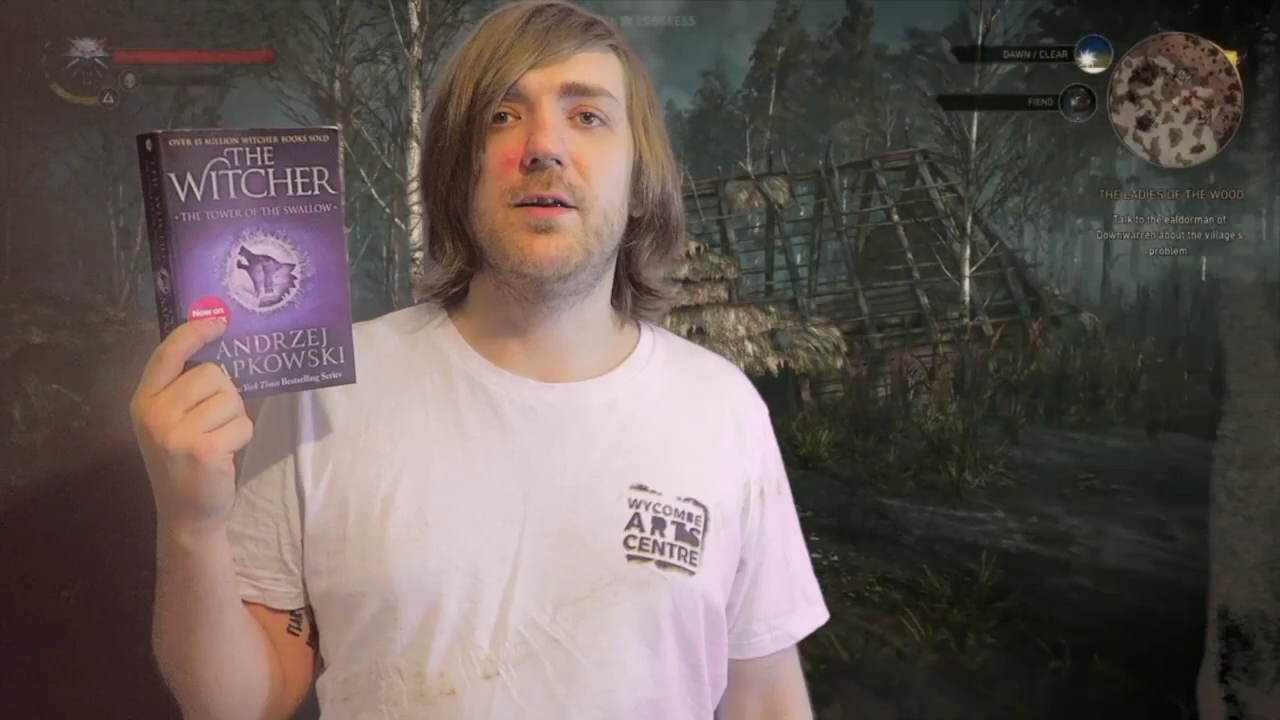 DAWN / CLEAR
FIEND
THE LADIES OF THE WOOD
Talk to the ealdorman of
Downwarren about the village's
problem
OVER 15 MILLION WITCHER BOOKS SOLD
THE
WITCHER
• THE TOWER OF THE SWALLOW •
Now on
ANDRZEJ
APKOWSKI
York Times Bestselling Series
WYCOMBE
ARTS
CENTRE
FEAR